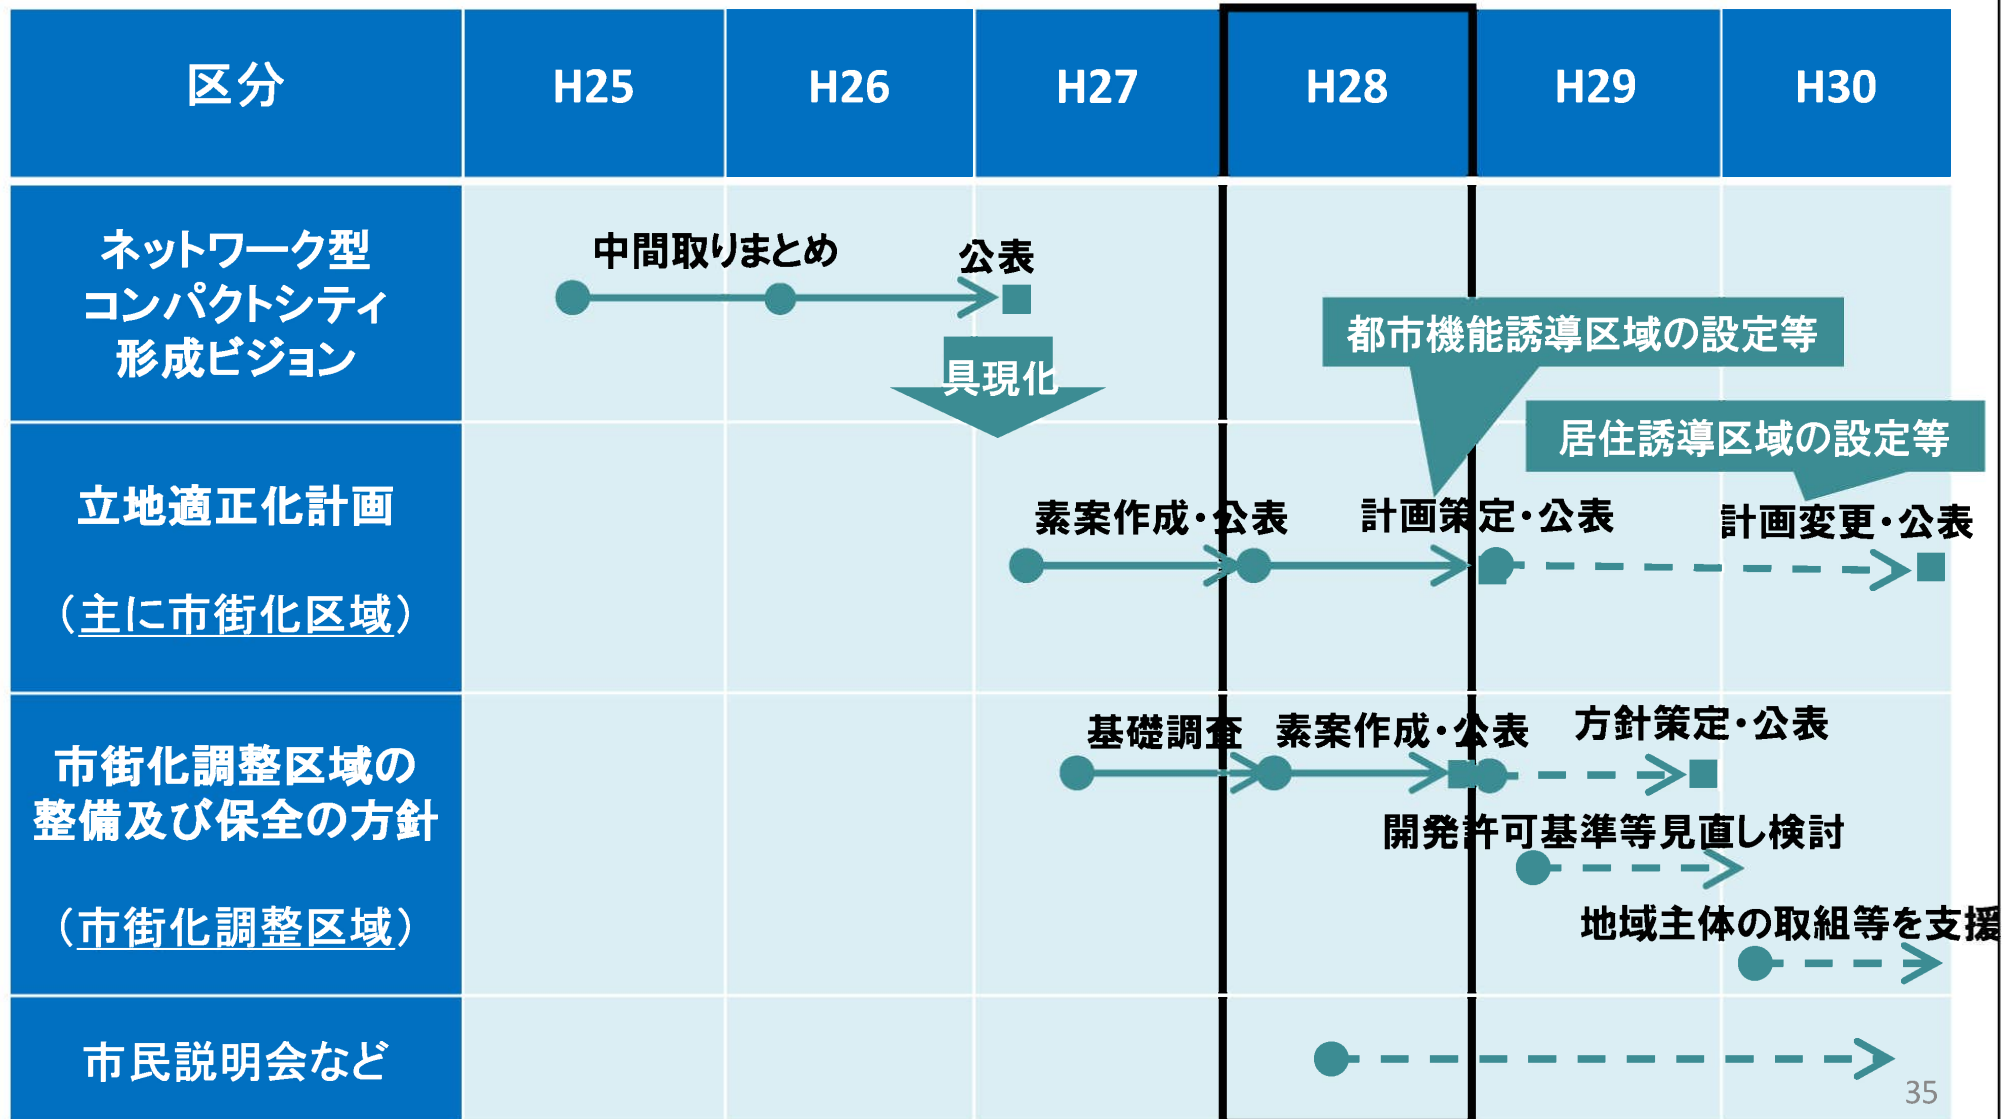 区分
H25
H26
H27
H28
H29
H30
ネットワーク型
コンパクトシティ
形成ビジョン
中間取りまとめ
公表
具現化
都市機能誘導区域の設定等
居住誘導区域の設定等
立地適正化計画
（主に市街化区域）
素案作成・公表
計画策定・公表
計画変更・公表
市街化調整区域の
整備及び保全の方針
（市街化調整区域）
基礎調査
素案作成・公表
方針策定・公表
開発許可基準等見直し検討
地域主体の取組等を支援
市民説明会など
35